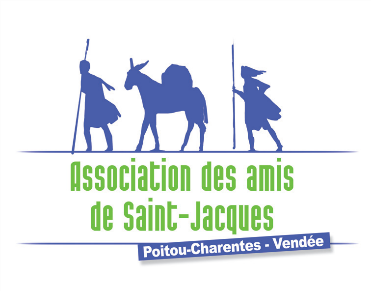 Association des amis
de Saint-Jacques
Poitou-Charentes - Vendée